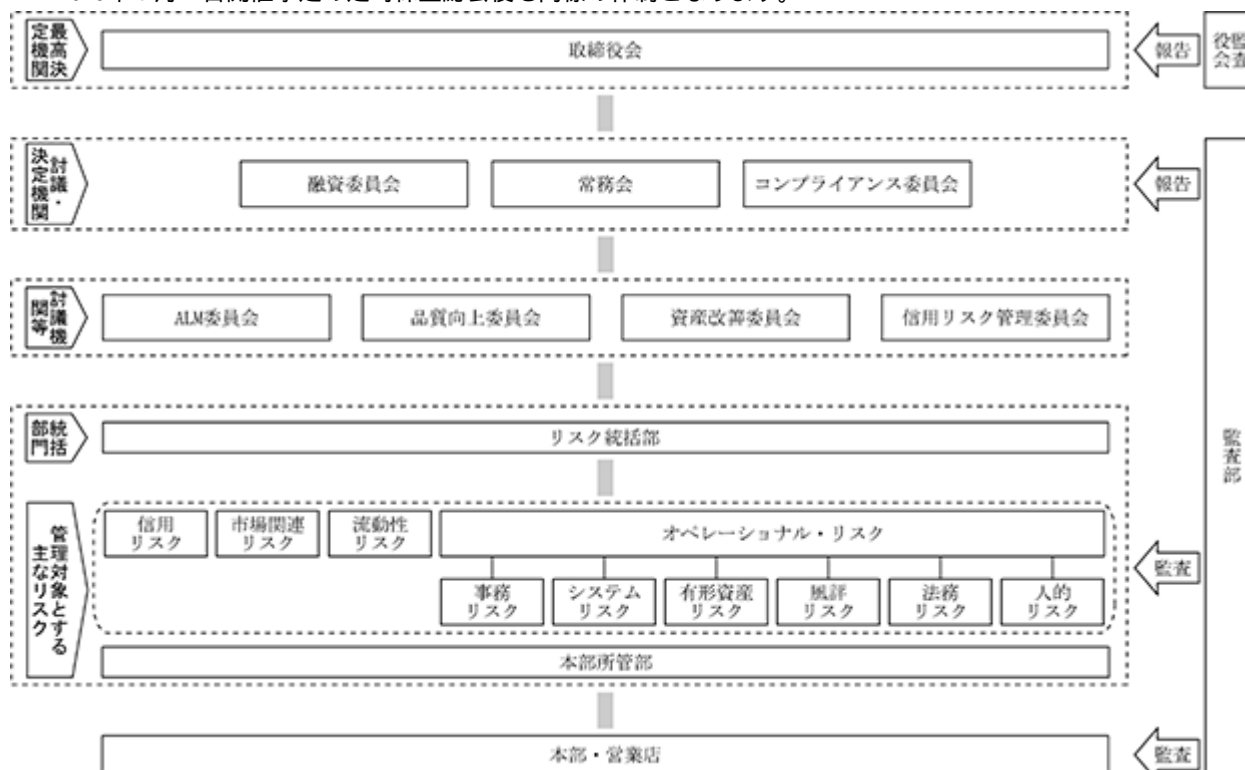 最高決定機関
取締役会
報告
監査役会
討議・決定機関
融資委員会
常務会
コンプライアンス委員会
報告
討議機関等
ALM委員会
品質向上委員会
資産改善委員会
信用リスク管理委員会
統括部門
リスク統括部
監査部
管理対象とする主なリスク
信用
リスク
市場関連
リスク
流動性
リスク
オペレーショナル・リスク
監査
事務
リスク
システム
リスク
有形資産
リスク
風評
リスク
法務
リスク
人的
リスク
本部所管部
本部・営業店
監査